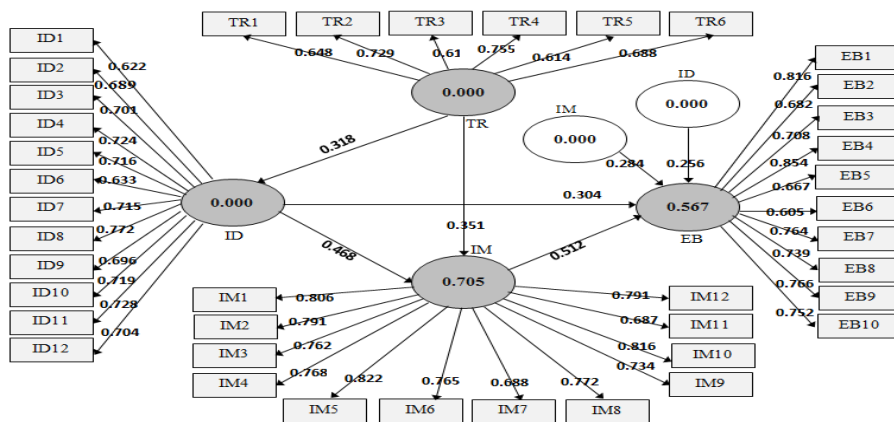 TR1 TR2 TR3 TR4 TR5 TR6
0.648 0.729 0.61 0.755 0.614 0.688
ID1
ID2
ID3
ID4
ID5
ID6
ID7
ID8
ID9
ID10
ID11
ID12
0.622
0.689
0.701
0.724
0.716
0.633
0.715
0.772
0.696
0.719
0.728
0.704
0.000
TR
0.318
0.351
0.000
ID
0.304
0.468
IM
0.000
0.284
ID
0.000
0.256
0.567
EB
0.512
EB1
EB2
EB3
EB4
EB5
EB6
EB7
EB8
EB9
EB10
0.816
0.682
0.708
0.854
0.667
0.605
0.764
0.739
0.766
0.752
IM
0.705
IM1
IM2
IM3
IM4
0.806
0.791
0.762
0.768
0.822 0.765 0.688 0.772
IM5 IM6 IM7 IM8
0.791
0.687
0.816
0.734
IM12
IM11
IM10
IM9